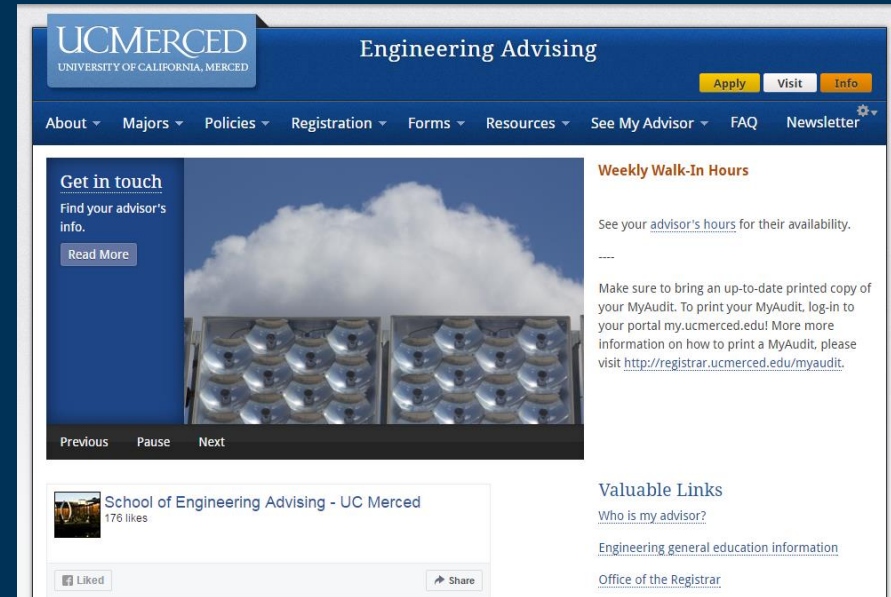 UCMERCED
UNIVERSITY OF CALIFORNIA, MERCED
Engineering Advising
Apply Visit Info
About Majors Policies Registration Forms Resources See My Advisor FAQ Newsletter
Get in touch
Find your advisor's
info.
Read More
Previous Pause Next
Weekly Walk-In Hours
See your advisor's hours for their availability.
----
Make sure to bring an up-to-date printed copy of
your MyAudit. To print your MyAudit, log-in to
your portal my.ucmerced.edu! More more
information on how to print a MyAudit, please
visit http://registrar.ucmerced.edu/myaudit.
School of Engineering Advising - UC Merced
176 likes
Liked Share
Valuable Links
Who is my advisor?
Engineering general education information
Office of the Registrar